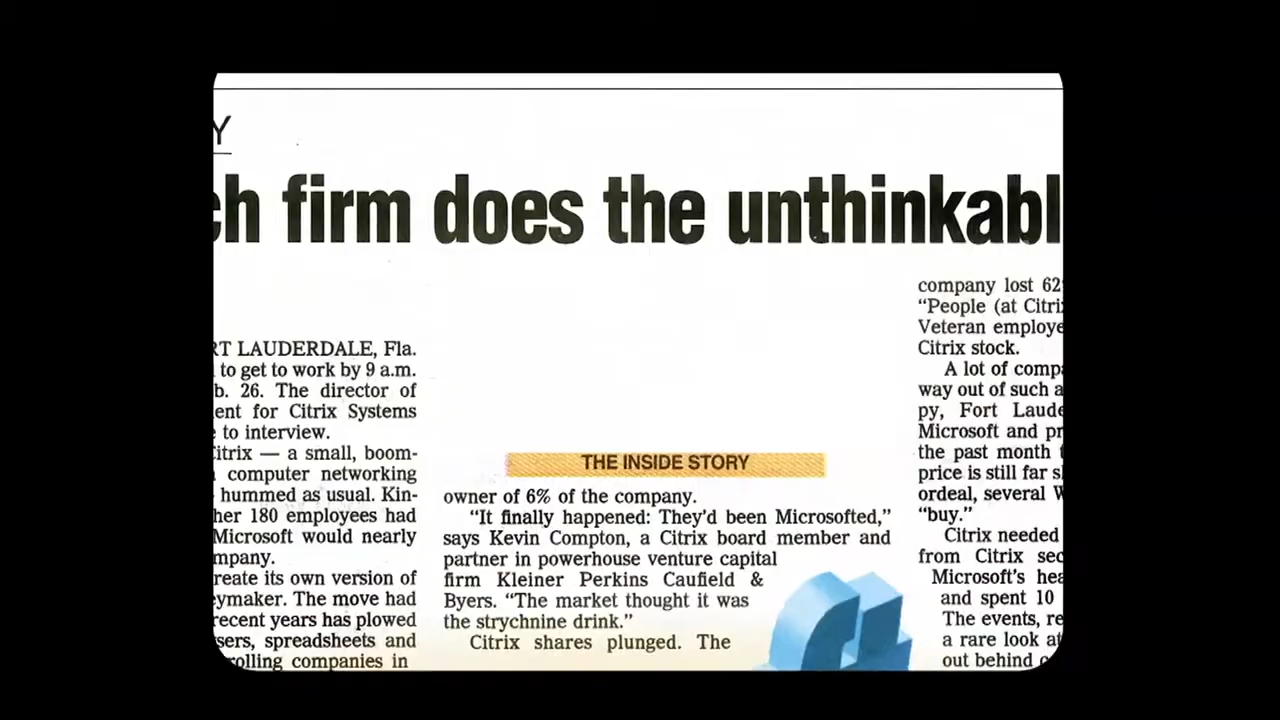 Y
ch firm does the unthinkabl
RT LAUDERDALE, Fla.
to get to work by 9 a.m.
b. 26. The director of
ent for Citrix Systems
to interview.
Citrix — a small, boom-
computer networking
hummed as usual. Kin-
her 180 employees had
Microsoft would nearly
mpany.
reate its own version of
eymaker. The move had
recent years has plowed
sers, spreadsheets and
rolling companies in
THE INSIDE STORY
owner of 6% of the company.
“It finally happened: They’d been Microsofted,”
says Kevin Compton, a Citrix board member and
partner in powerhouse venture capital
firm Kleiner Perkins Caufield &
Byers. “The market thought it was
the strychnine drink.”
Citrix shares plunged. The
company lost 62
“People (at Citri
Veteran employe
Citrix stock.
A lot of comp
way out of such a
py, Fort Laude
Microsoft and pr
the past month
price is still far s
ordeal, several W
“buy.”
Citrix needed
from Citrix sec
Microsoft’s hea
and spent 10
The events, re
a rare look at
out behind